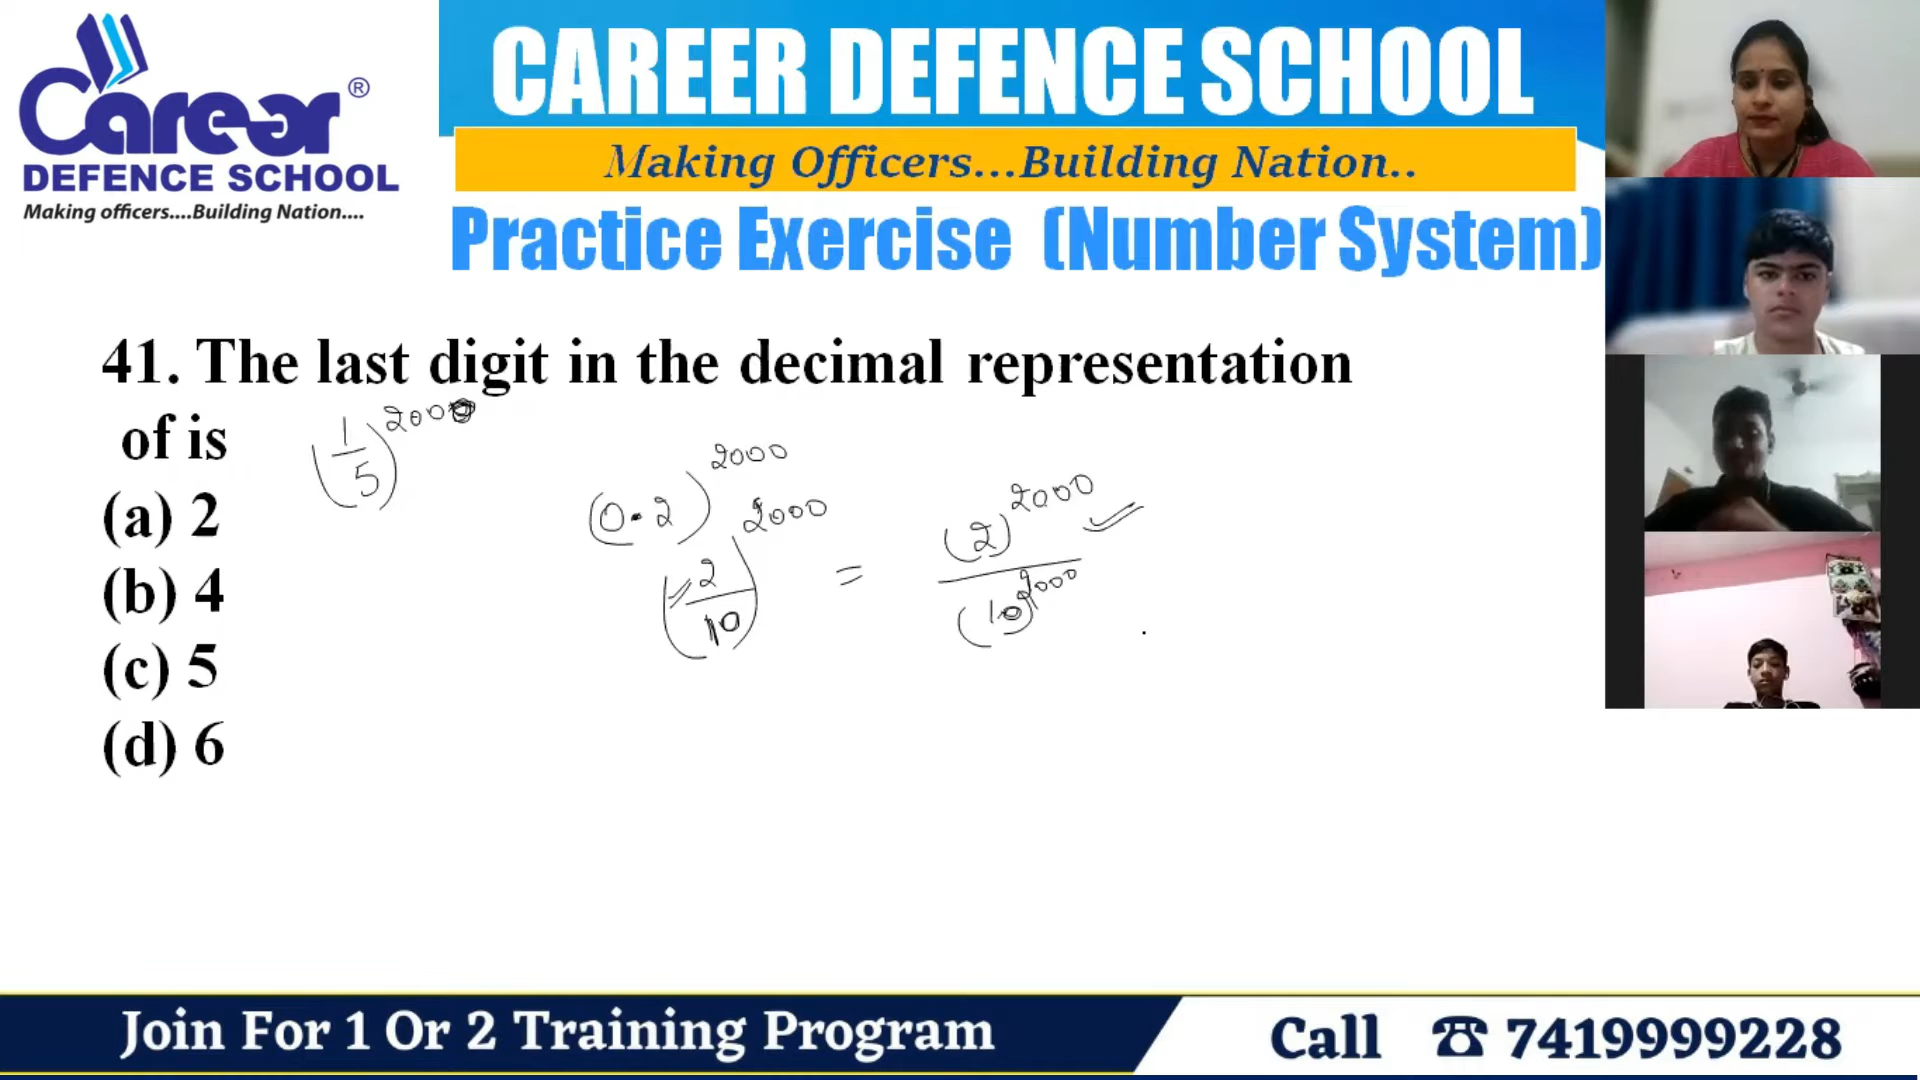 Career®
DEFENCE SCHOOL
Making officers....Building Nation....
CAREER DEFENCE SCHOOL
Making Officers...Building Nation..
Practice Exercise (Number System)
41. The last digit in the decimal representation
of is
(1/5)^2000
(a) 2
(b) 4
(c) 5
(d) 6
(0.2)^2000
(2/10)^2000 = (2)^2000/(10)^2000
Join For 1 Or 2 Training Program
Call ☎ 7419999228